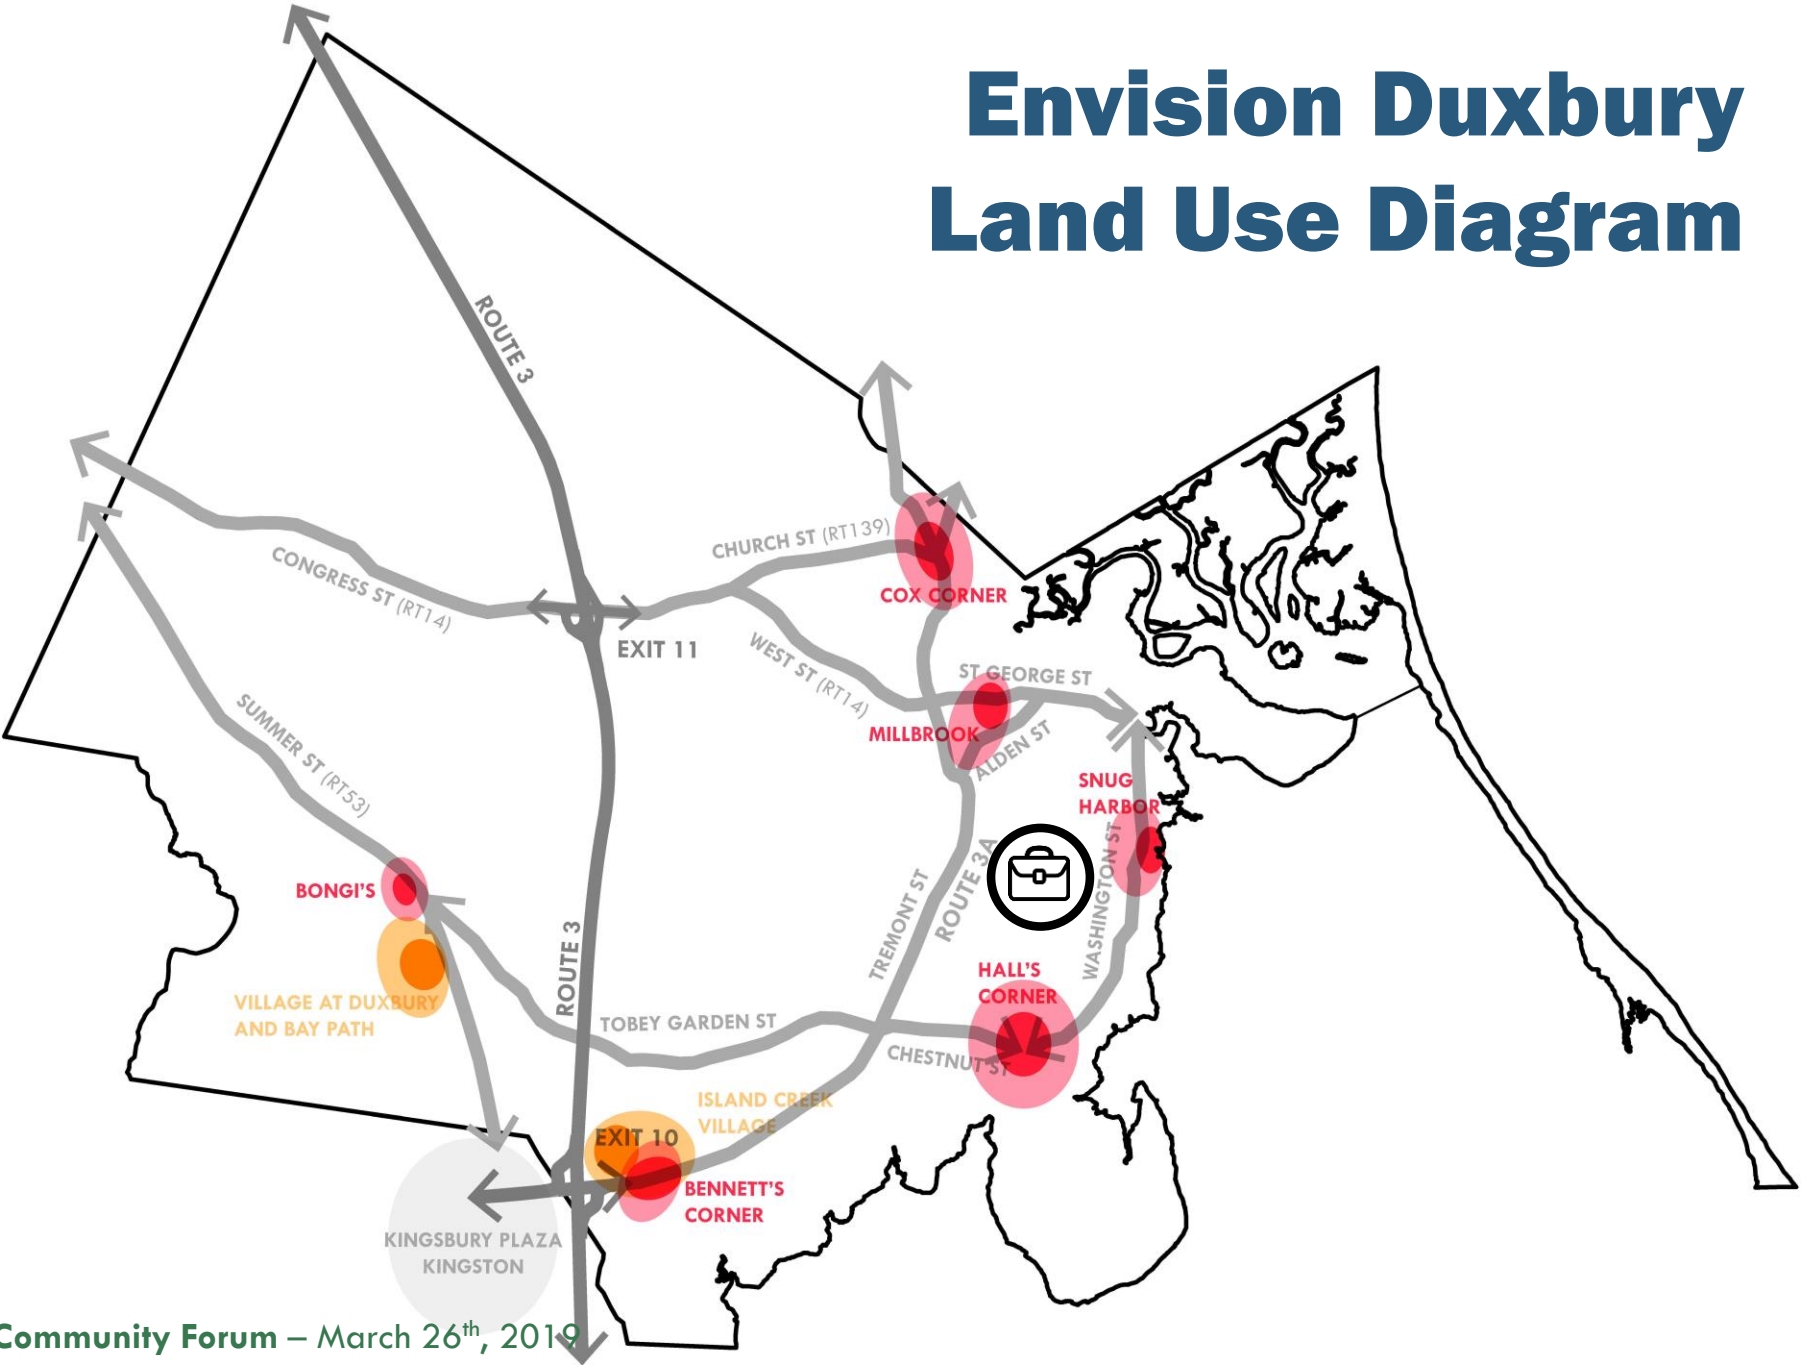 Envision Duxbury
Land Use Diagram
ROUTE 3
CHURCH ST (RT139)
CONGRESS ST (RT14)
COX CORNER
EXIT 11
WEST ST (RT14)
ST GEORGE ST
SUMMER ST (RT53)
MILLBROOK
ALDEN ST
SNUG
HARBOR
BONGI'S
TREMONT ST
ROUTE 3A
WASHINGTON ST
ROUTE 3
HALL'S
CORNER
VILLAGE AT DUXBURY
AND BAY PATH
TOBEY GARDEN ST
CHESTNUT ST
ISLAND CREEK
VILLAGE
EXIT 10
BENNETT'S
CORNER
KINGSBURY PLAZA
KINGSTON
Community Forum – March 26th, 2019